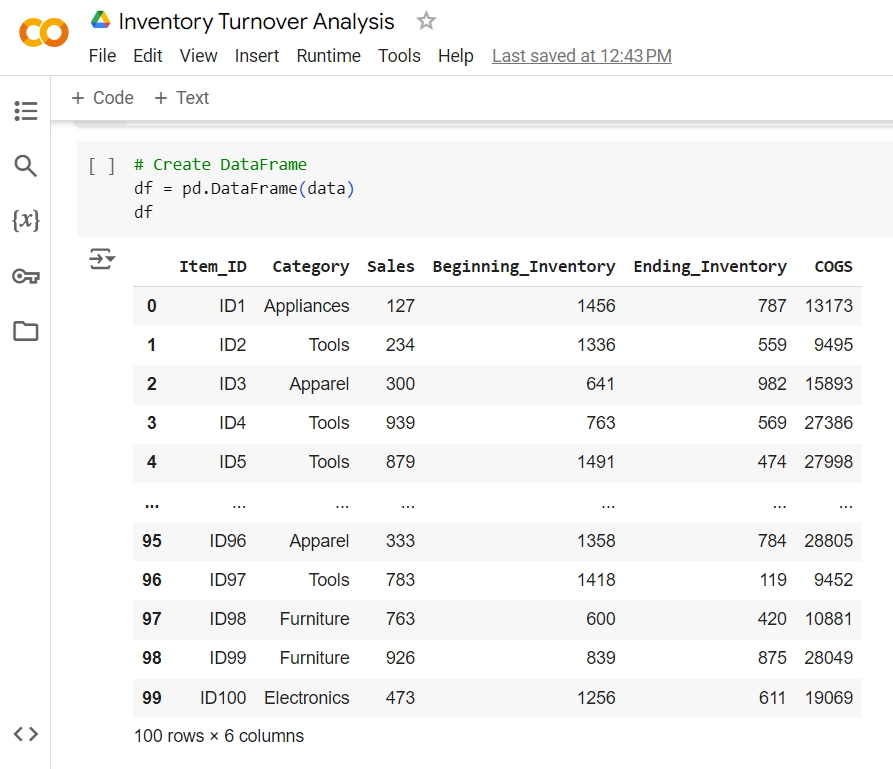 Inventory Turnover Analysis
File Edit View Insert Runtime Tools Help Last saved at 12:43 PM
+ Code + Text
[ ] # Create DataFrame
df = pd.DataFrame(data)
df
Item_ID Category Sales Beginning_Inventory Ending_Inventory COGS
0 ID1 Appliances 127 1456 787 13173
1 ID2 Tools 234 1336 559 9495
2 ID3 Apparel 300 641 982 15893
3 ID4 Tools 939 763 569 27386
4 ID5 Tools 879 1491 474 27998
... ... ... ... ... ... ...
95 ID96 Apparel 333 1358 784 28805
96 ID97 Tools 783 1418 119 9452
97 ID98 Furniture 763 600 420 10881
98 ID99 Furniture 926 839 875 28049
99 ID100 Electronics 473 1256 611 19069
100 rows × 6 columns